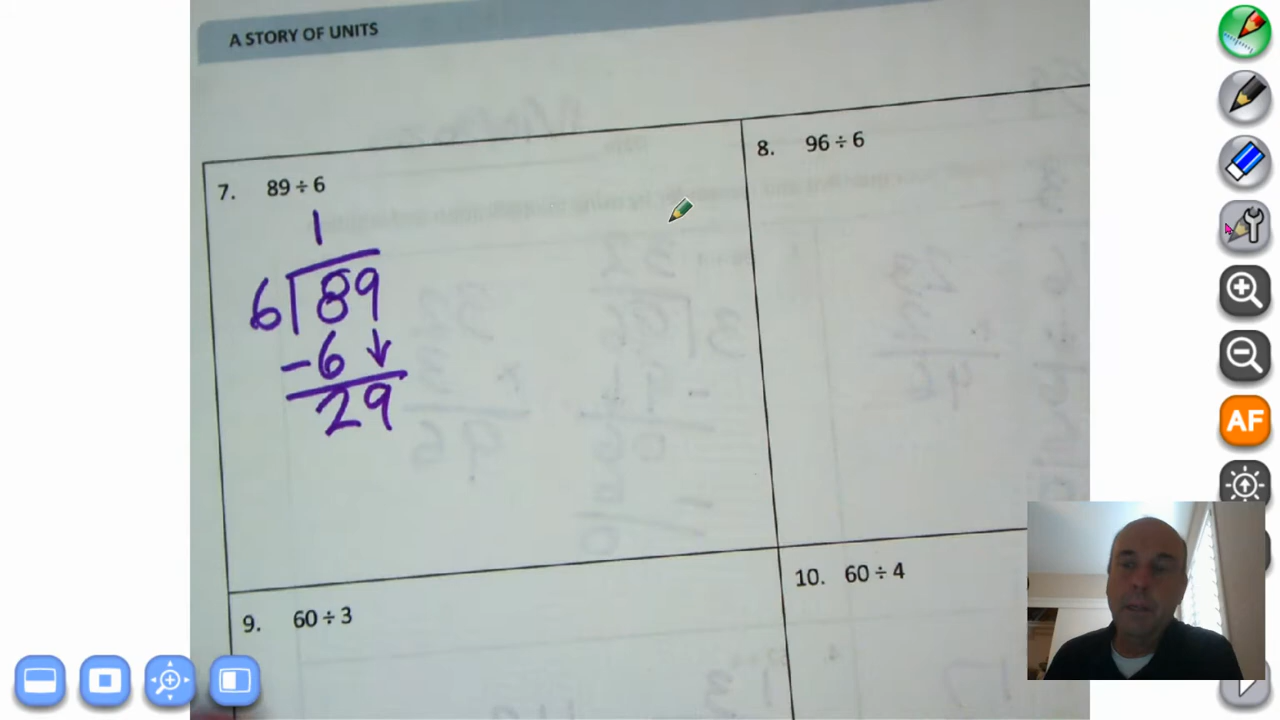 A STORY OF UNITS
7. 89 ÷ 6
1
6 89
- 6
29
8. 96 ÷ 6
9. 60 ÷ 3
10. 60 ÷ 4
AF